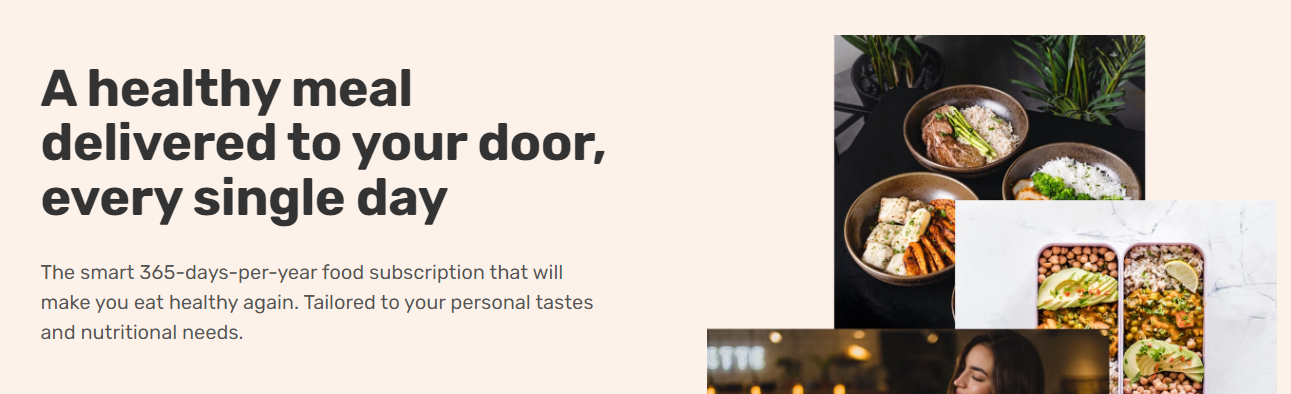 A healthy meal
delivered to your door,
every single day
The smart 365-days-per-year food subscription that will
make you eat healthy again. Tailored to your personal tastes
and nutritional needs.
ETTE